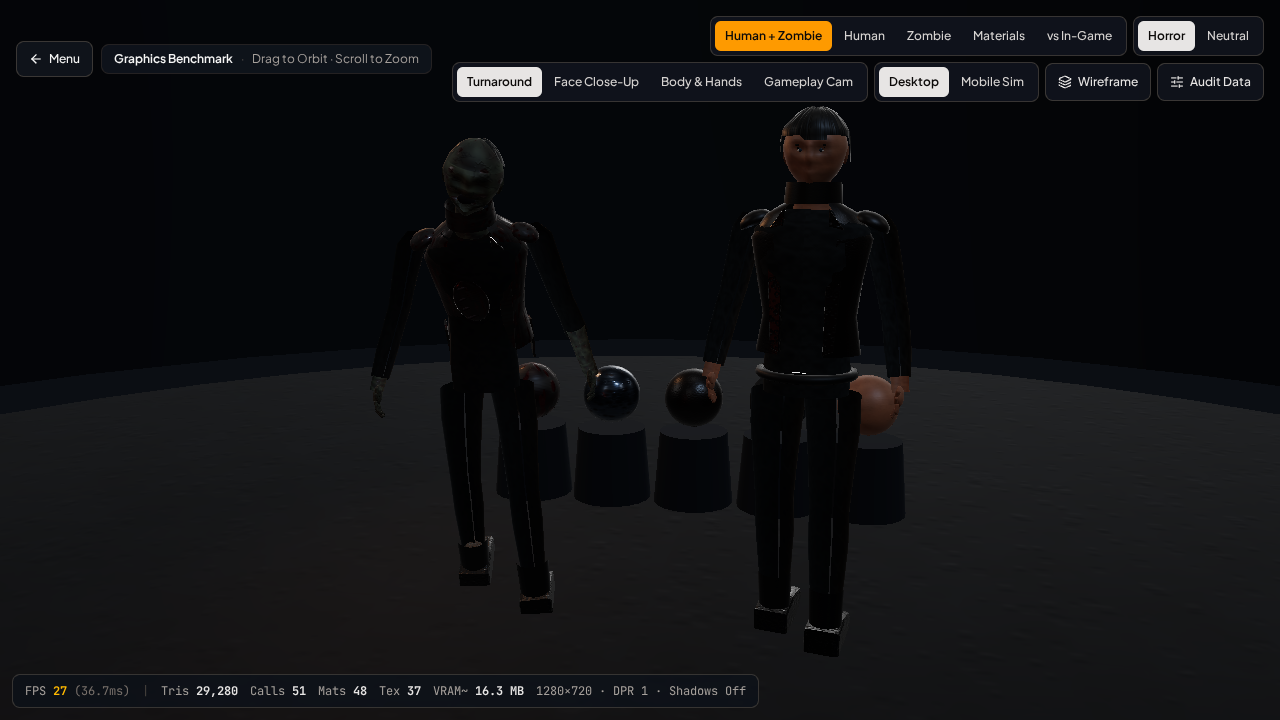 Menu
Graphics Benchmark · Drag to Orbit · Scroll to Zoom
Human + Zombie Human Zombie Materials vs In-Game
Horror Neutral
Turnaround Face Close-Up Body & Hands Gameplay Cam
Desktop Mobile Sim
Wireframe
Audit Data
FPS 27 (36.7ms) | Tris 29,280 Calls 51 Mats 48 Tex 37 VRAM~ 16.3 MB 1280×720 · DPR 1 · Shadows Off